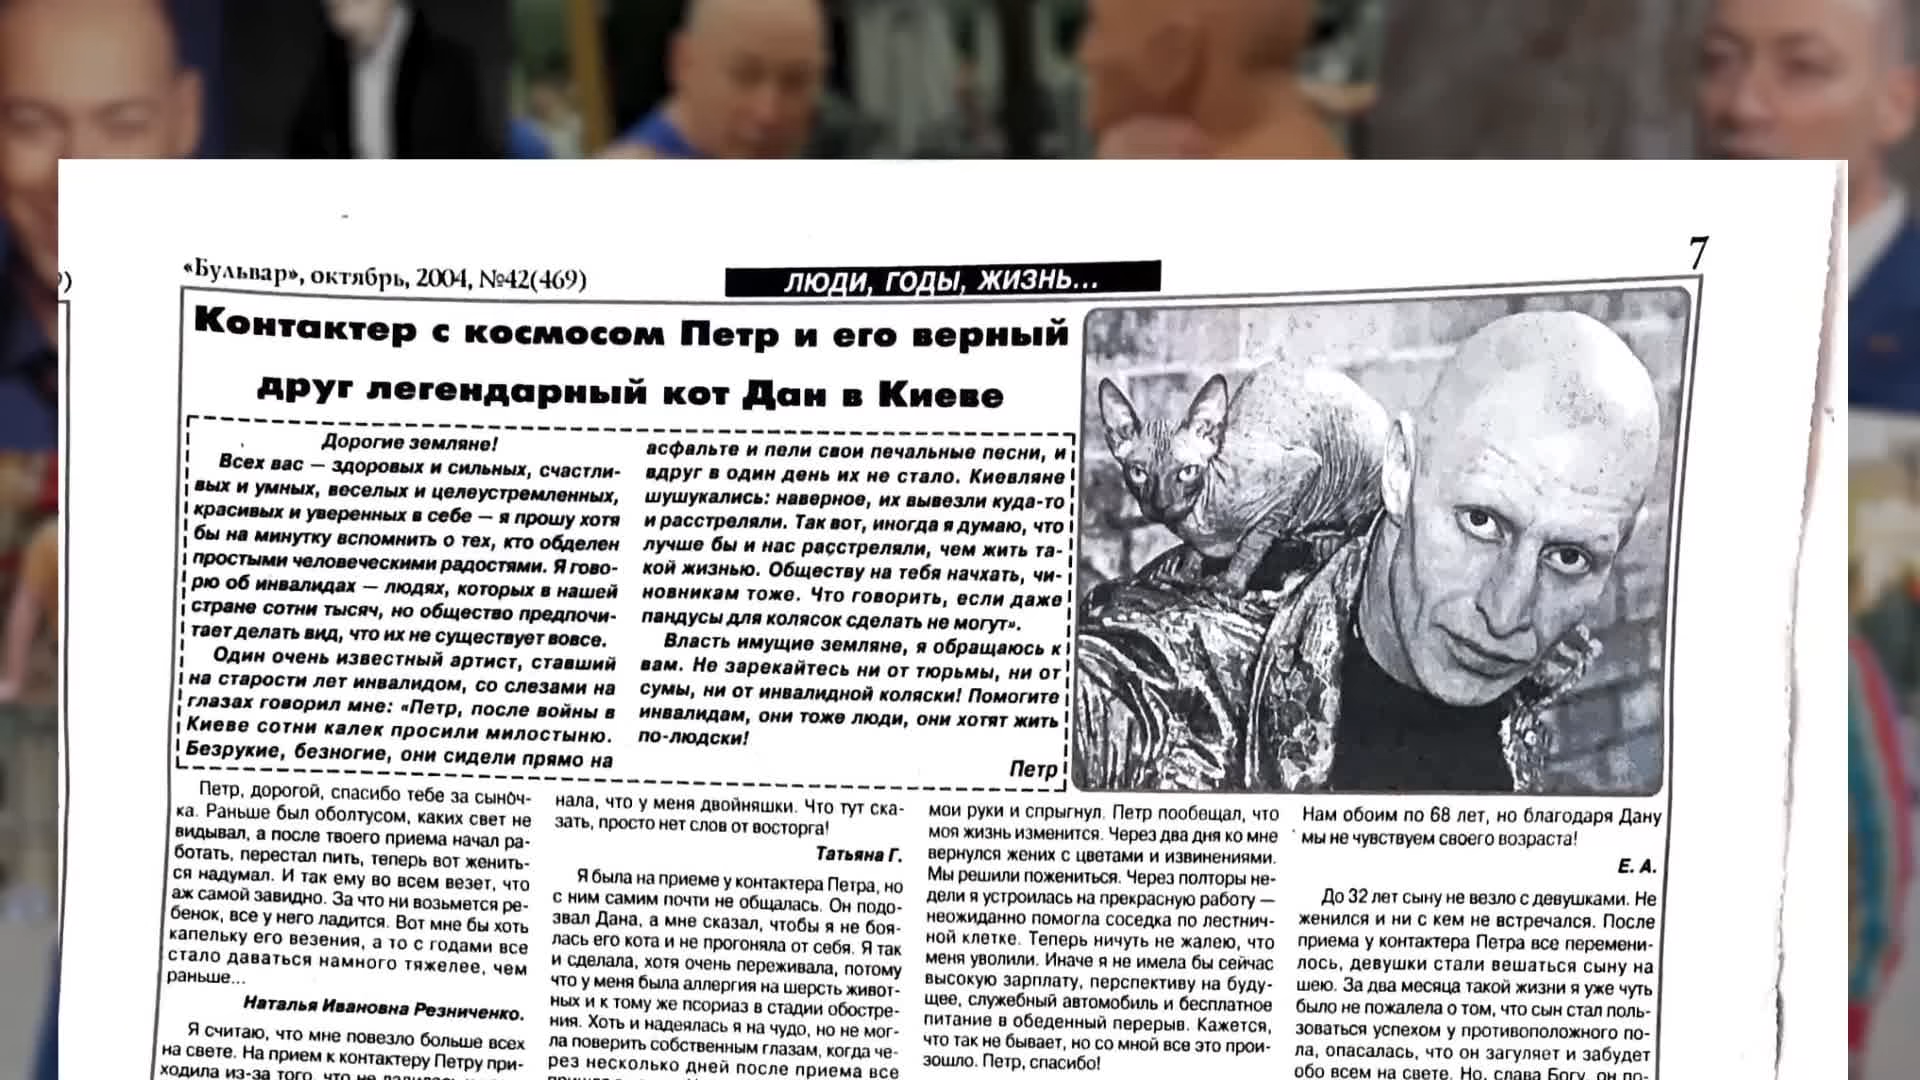 «Бульвар», октябрь, 2004, №42(469)
ЛЮДИ, ГОДЫ, ЖИЗНЬ...
7
Контактер с космосом Петр и его верный
друг легендарный кот Дан в Киеве
Дорогие земляне!
Всех вас — здоровых и сильных, счастли-
вых и умных, веселых и целеустремленных,
красивых и уверенных в себе — я прошу хотя
бы на минутку вспомнить о тех, кто обделен
простыми человеческими радостями. Я гово-
рю об инвалидах — людях, которых в нашей
стране сотни тысяч, но общество предпочи-
тает делать вид, что их не существует вовсе.
Один очень известный артист, ставший
на старости лет инвалидом, со слезами на
глазах говорил мне: «Петр, после войны в
Киеве сотни калек просили милостыню.
Безрукие, безногие, они сидели прямо на
асфальте и пели свои печальные песни, и
вдруг в один день их не стало. Киевляне
шушукались: наверное, их вывезли куда-то
и расстреляли. Так вот, иногда я думаю, что
лучше бы и нас расстреляли, чем жить та-
кой жизнью. Обществу на тебя начхать, чи-
новникам тоже. Что говорить, если даже
пандусы для колясок сделать не могут».
Власть имущие земляне, я обращаюсь к
вам. Не зарекайтесь ни от тюрьмы, ни от
сумы, ни от инвалидной коляски! Помогите
инвалидам, они тоже люди, они хотят жить
по-людски!
Петр
Петр, дорогой, спасибо тебе за сыноч-
ка. Раньше был оболтусом, каких свет не
видывал, а после твоего приема начал ра-
ботать, перестал пить, теперь вот женить-
ся надумал. И так ему во всем везет, что
аж самой завидно. За что ни возьмется ре-
бенок, все у него ладится. Вот мне бы хоть
капельку его везения, а то с годами все
стало даваться намного тяжелее, чем
раньше...
Наталья Ивановна Резниченко.
Я считаю, что мне повезло больше всех
на свете. На прием к контактеру Петру при-
ходила из-за того, что не
нала, что у меня двойняшки. Что тут ска-
зать, просто нет слов от восторга!
Татьяна Г.
Я была на приеме у контактера Петра, но
с ним самим почти не общалась. Он подо-
звал Дана, а мне сказал, чтобы я не боя-
лась его кота и не прогоняла от себя. Я так
и сделала, хотя очень переживала, потому
что у меня была аллергия на шерсть живот-
ных и к тому же псориаз в стадии обостре-
ния. Хоть и надеялась я на чудо, но не мог-
ла поверить собственным глазам, когда че-
рез несколько дней после приема все
мои руки и спрыгнул. Петр пообещал, что
моя жизнь изменится. Через два дня ко мне
вернулся жених с цветами и извинениями.
Мы решили пожениться. Через полторы не-
дели я устроилась на прекрасную работу —
неожиданно помогла соседка по лестнич-
ной клетке. Теперь ничуть не жалею, что
меня уволили. Иначе я не имела бы сейчас
высокую зарплату, перспективу на буду-
щее, служебный автомобиль и бесплатное
питание в обеденный перерыв. Кажется,
что так не бывает, но со мной все это прои-
зошло. Петр, спасибо!
Нам обоим по 68 лет, но благодаря Дану
мы не чувствуем своего возраста!
Е. А.
До 32 лет сыну не везло с девушками. Не
женился и ни с кем не встречался. После
приема у контактера Петра все перемени-
лось, девушки стали вешаться сыну на
шею. За два месяца такой жизни я уже чуть
было не пожалела о том, что сын стал поль-
зоваться успехом у противоположного по-
ла, опасалась, что он загуляет и забудет
обо всем на свете. Но, слава Богу, он по-